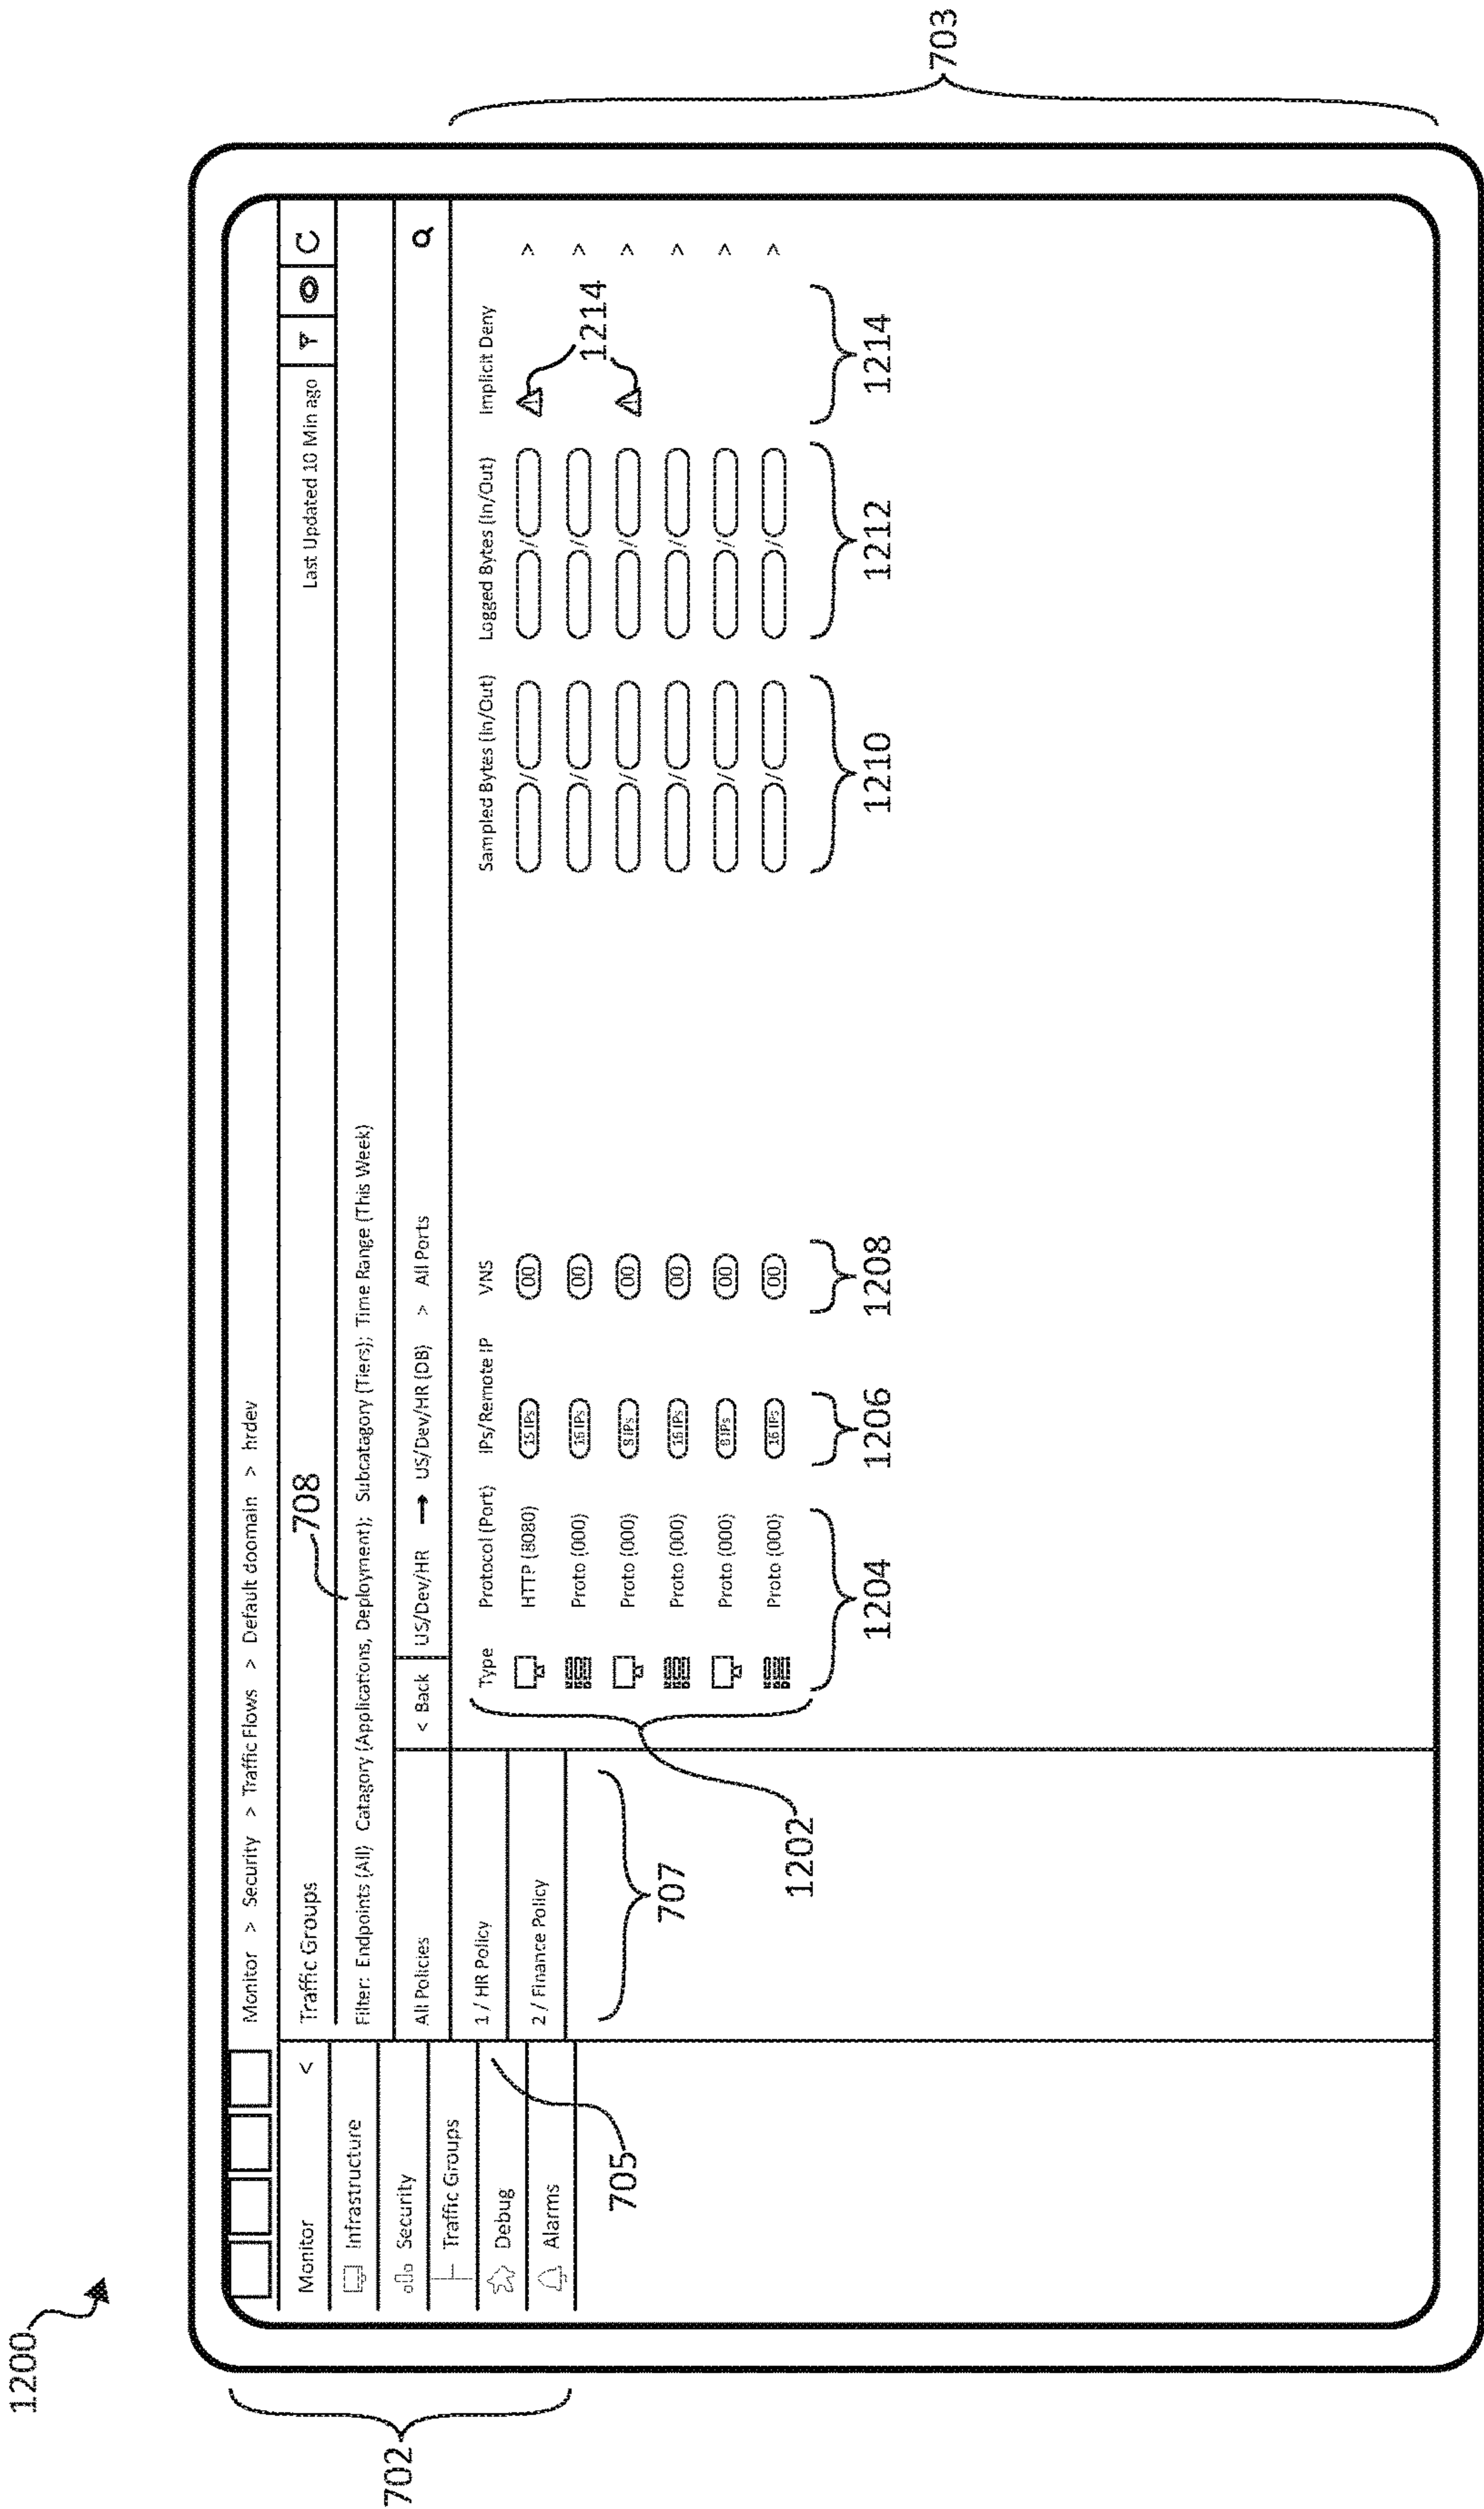 1200
Monitor > Security > Traffic Flows > Default doomain > hrdev
Monitor <
Infrastructure
Security
Traffic Groups
Debug
Alarms
Traffic Groups
708
Last Updated 10 Min ago
Filter: Endpoints (All) Catagory (Applications, Deployment); Subcatagory (Tiers); Time Range (This Week)
All Policies
1 / HR Policy
2 / Finance Policy
< Back US/Dev/HR → US/Dev/HR (DB) > All Ports
Type Protocol (Port) IPs/Remote IP VNS Sampled Bytes (In/Out) Logged Bytes (In/Out) Implicit Deny
HTTP (8080) 15 IPs 00 / / >
Proto (000) 16 IPs 00 / / >
Proto (000) 8 IPs 00 / / >
Proto (000) 16 IPs 00 / / >
Proto (000) 8 IPs 00 / / >
Proto (000) 16 IPs 00 / / >
1214
702
705
707
1202
1204
1206
1208
1210
1212
1214
703